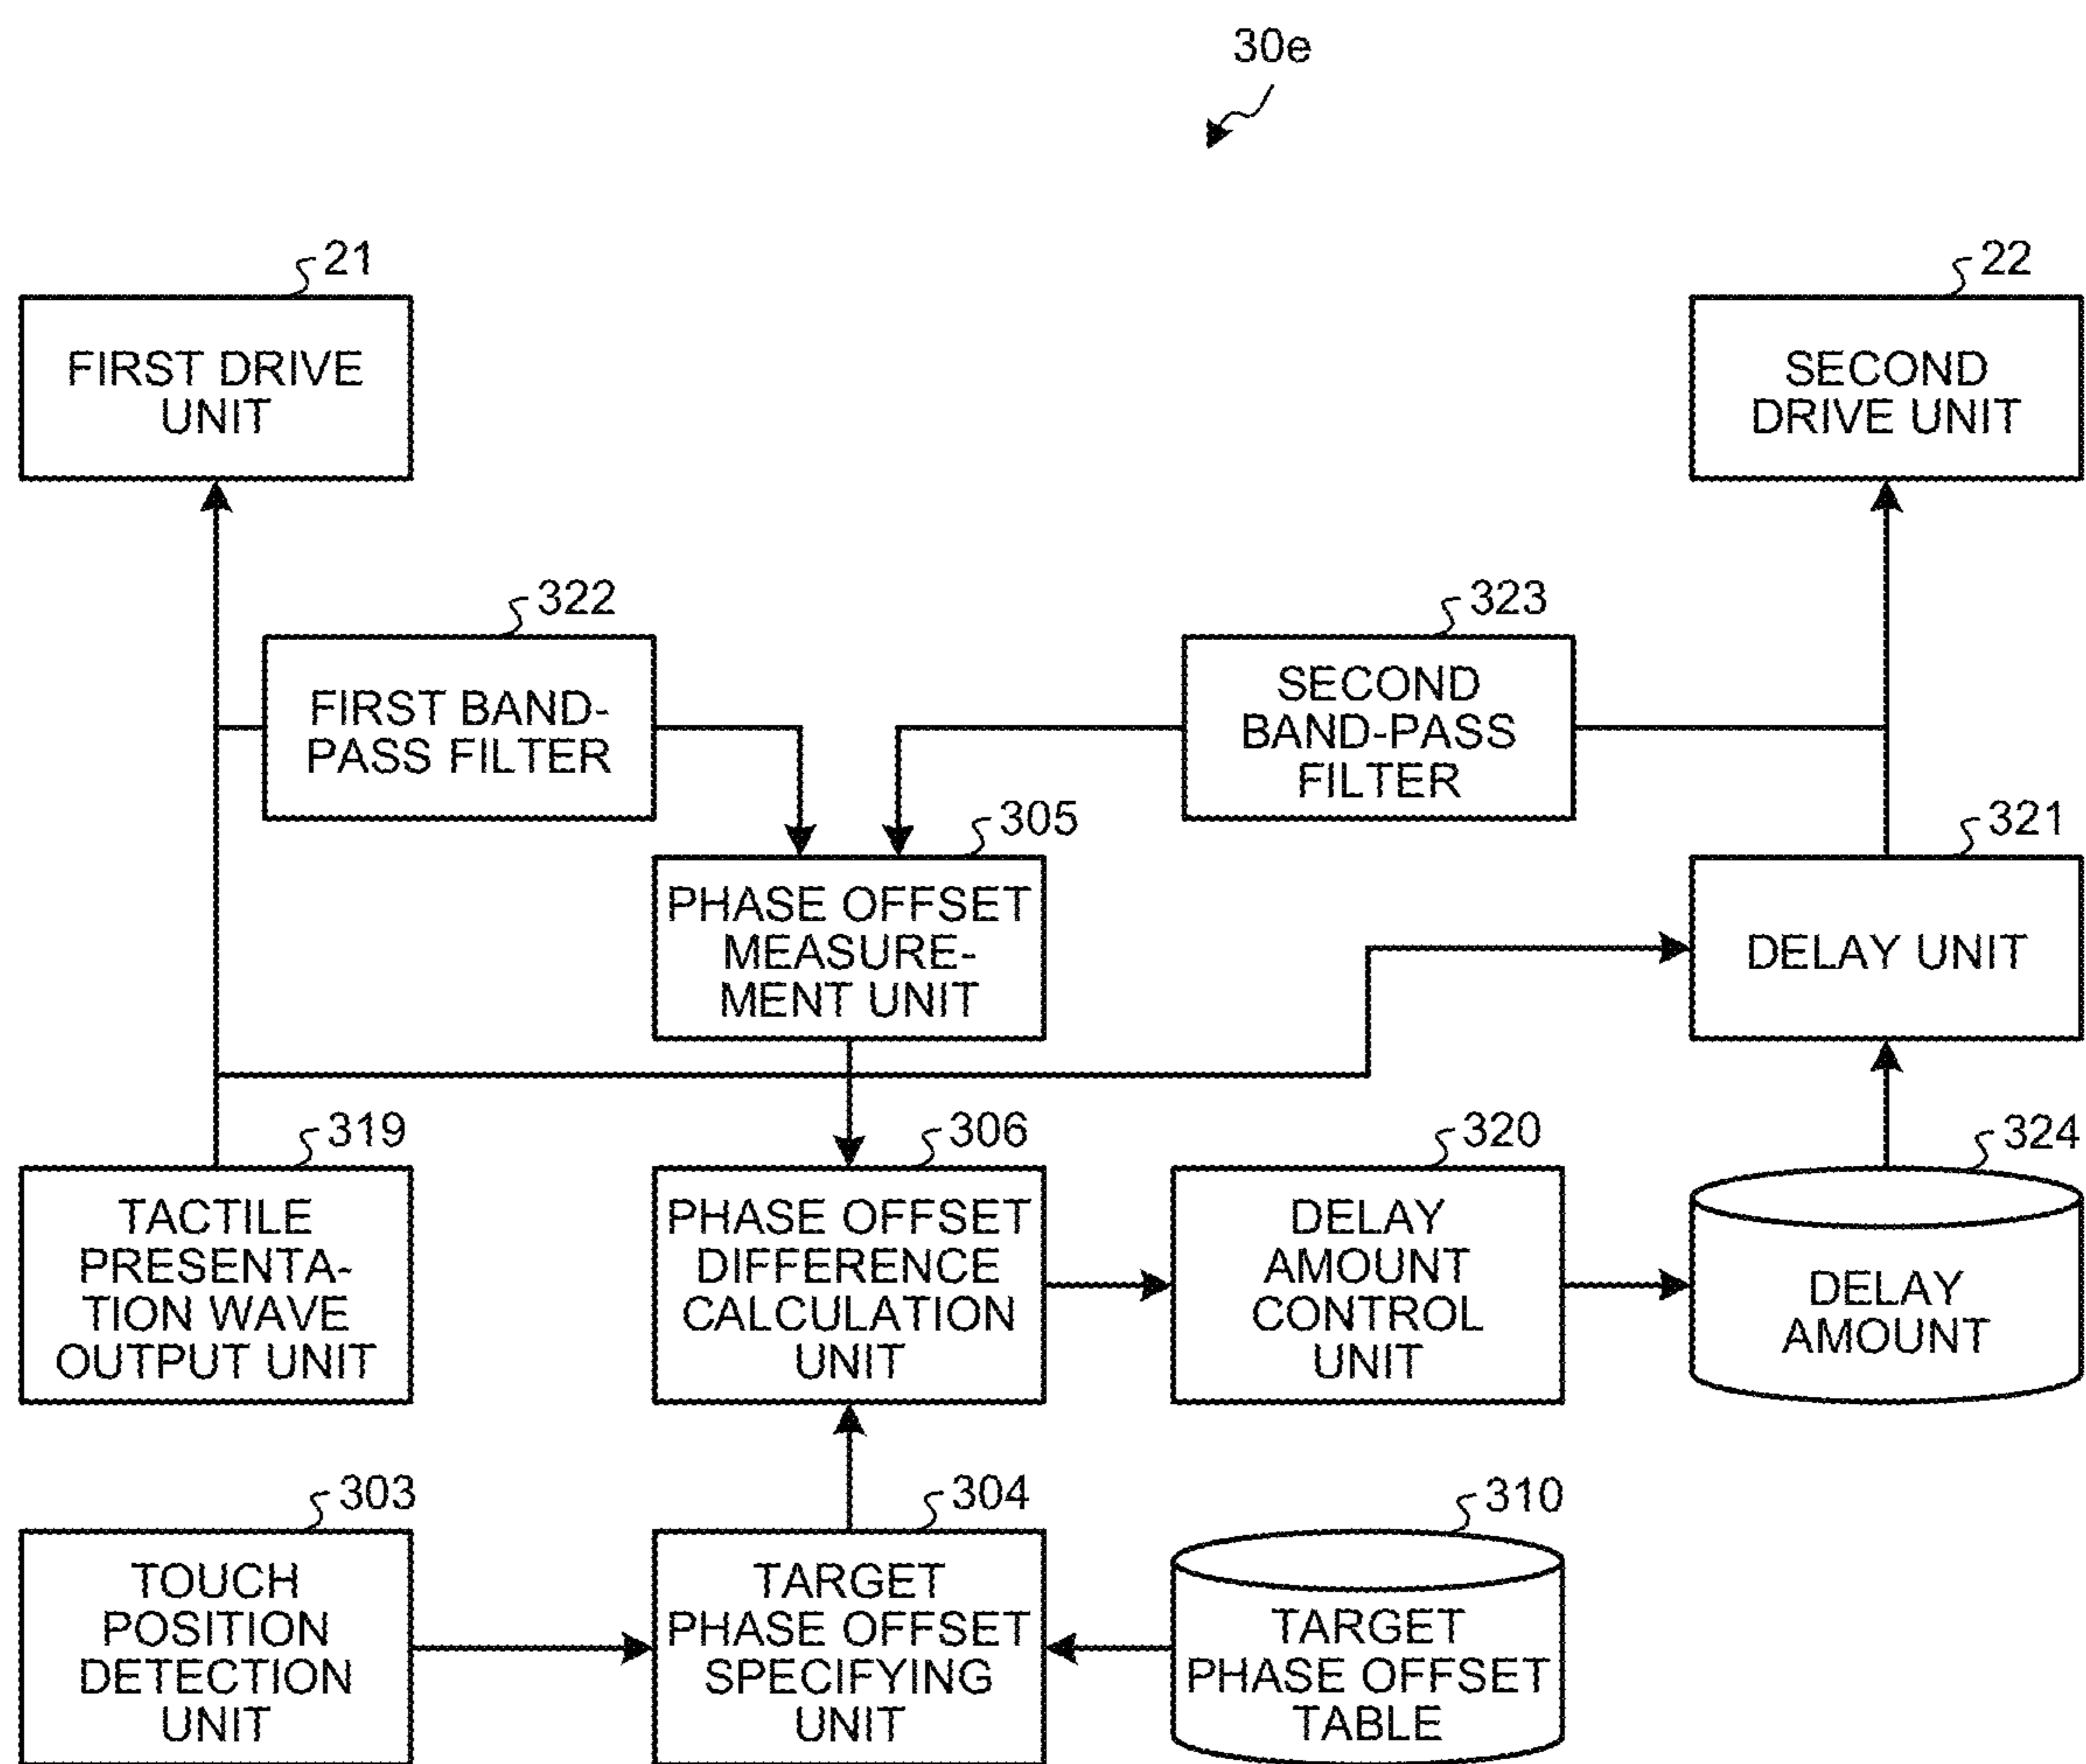 30e
21
FIRST DRIVE
UNIT
22
SECOND
DRIVE UNIT
322
FIRST BAND-
PASS FILTER
323
SECOND
BAND-PASS
FILTER
305
PHASE OFFSET
MEASURE-
MENT UNIT
321
DELAY UNIT
319
TACTILE
PRESENTA-
TION WAVE
OUTPUT UNIT
306
PHASE OFFSET
DIFFERENCE
CALCULATION
UNIT
320
DELAY
AMOUNT
CONTROL
UNIT
324
DELAY
AMOUNT
303
TOUCH
POSITION
DETECTION
UNIT
304
TARGET
PHASE OFFSET
SPECIFYING
UNIT
310
TARGET
PHASE OFFSET
TABLE